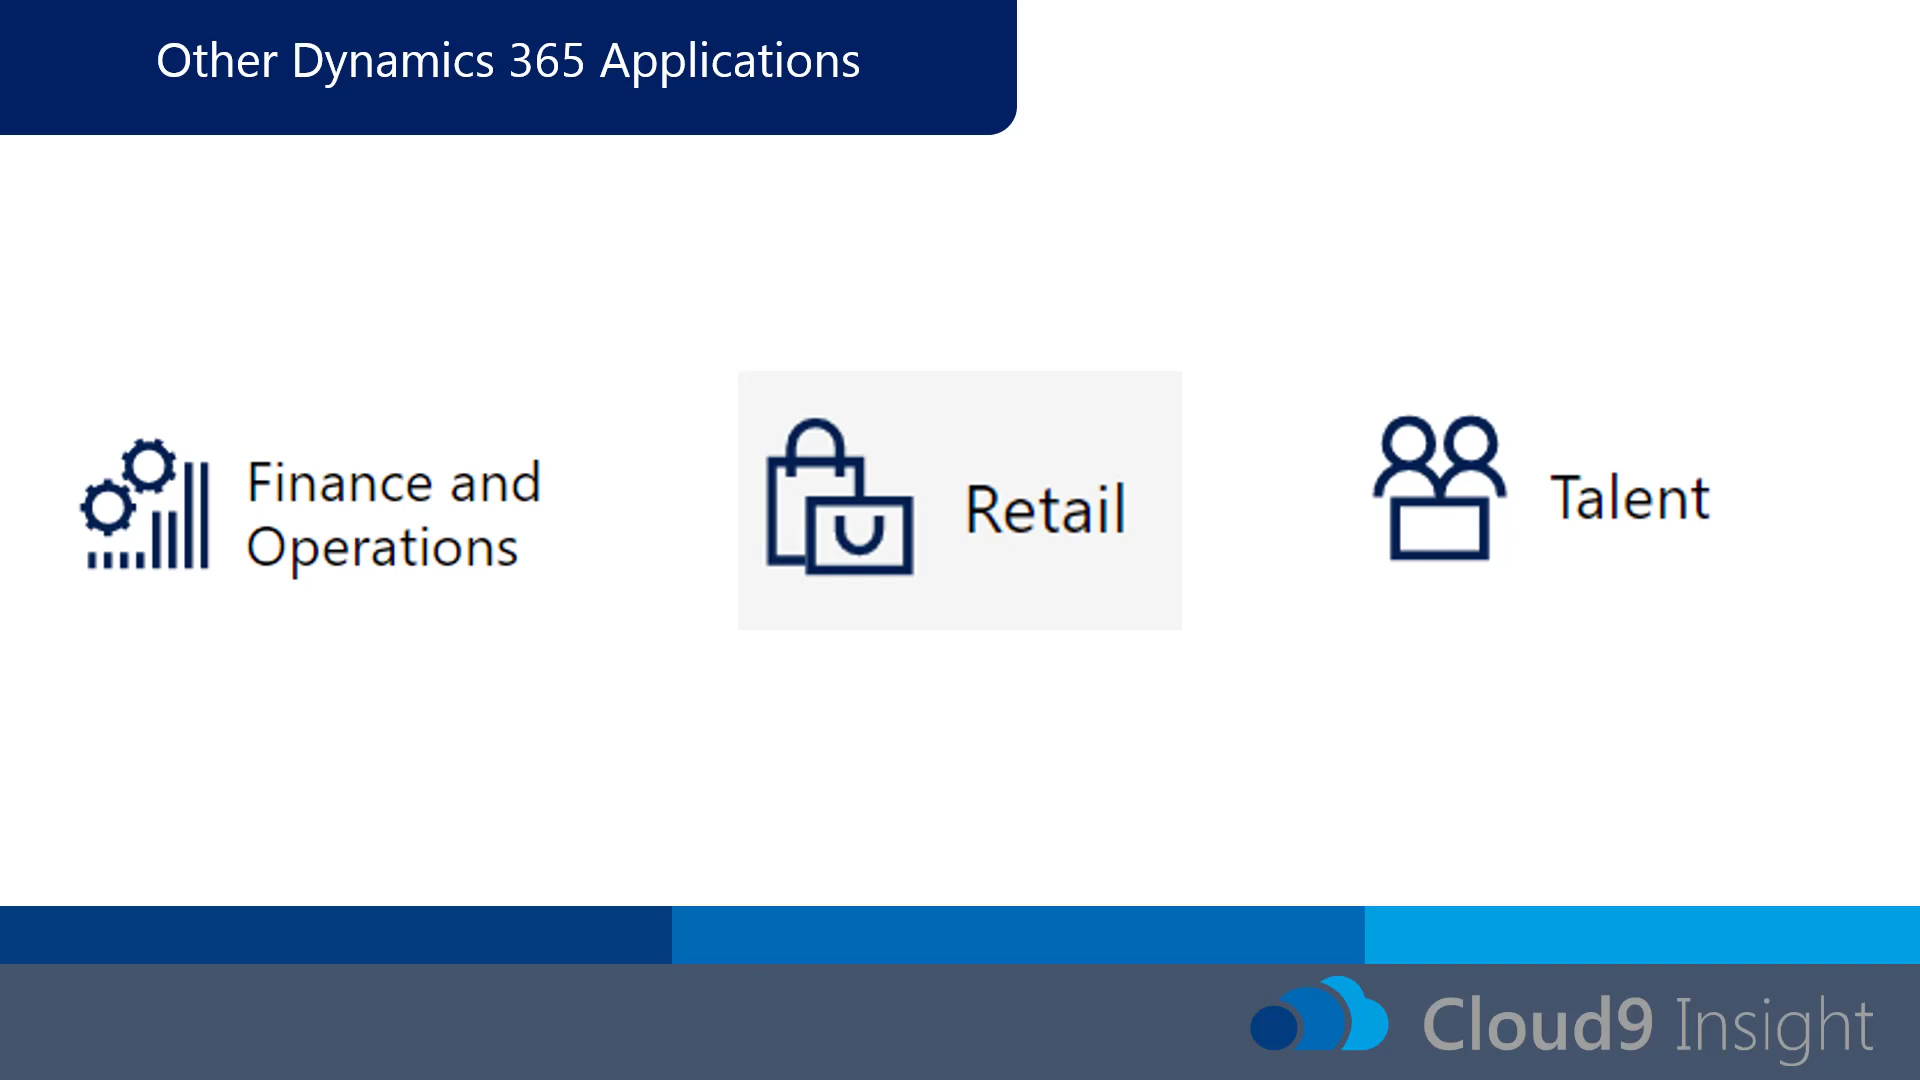 Other Dynamics 365 Applications
Finance and
Operations
Retail
Talent
Cloud9 Insight